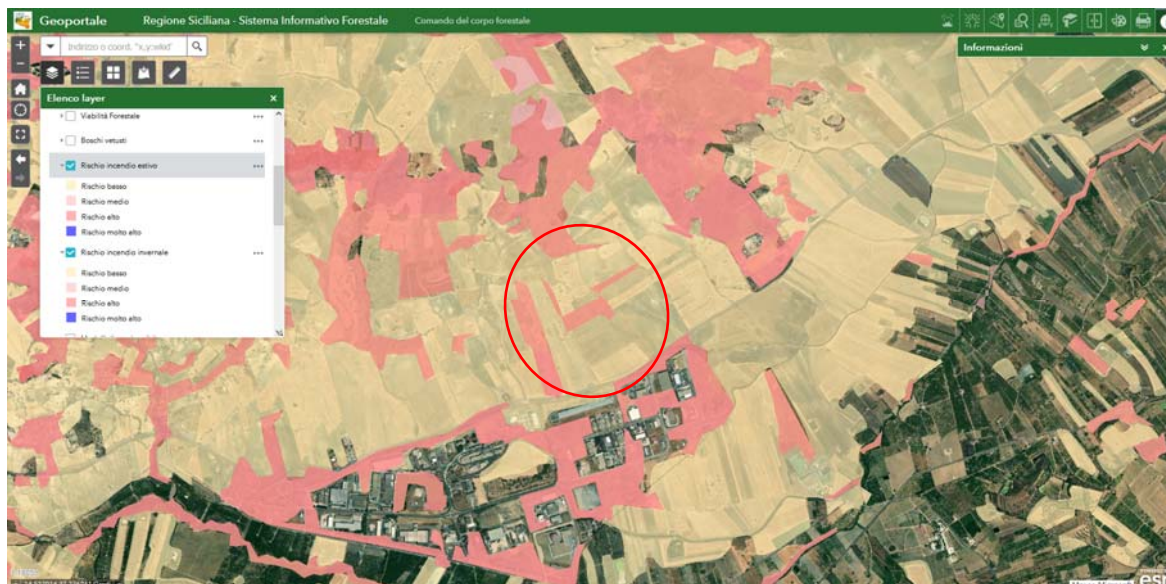 Geoportale Regione Siciliana - Sistema Informativo Forestale Comando del corpo forestale
Indirizzo o coord. "x,y:wkid"
Informazioni
Elenco layer
Viabilità Forestale
Boschi vetusti
Rischio incendio estivo
Rischio basso
Rischio medio
Rischio alto
Rischio molto alto
Rischio incendio invernale
Rischio basso
Rischio medio
Rischio alto
Rischio molto alto